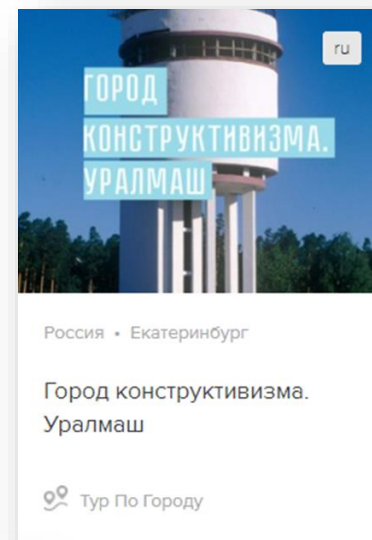 ru
ГОРОД
КОНСТРУКТИВИЗМА.
УРАЛМАШ
Россия • Екатеринбург
Город конструктивизма.
Уралмаш
Тур По Городу